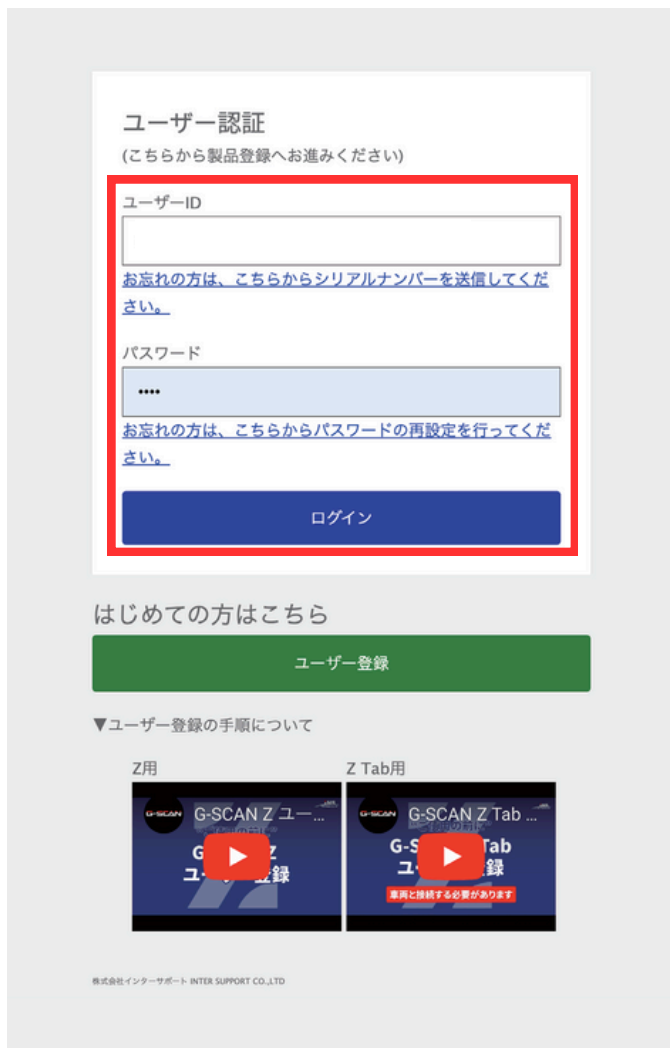 ユーザー認証
(こちらから製品登録へお進みください)
ユーザーID
お忘れの方は、こちらからシリアルナンバーを送信してくだ
さい。
パスワード
••••
お忘れの方は、こちらからパスワードの再設定を行ってくだ
さい。
ログイン
はじめての方はこちら
ユーザー登録
▼ユーザー登録の手順について
Z用
Z Tab用
G-SCAN
G-SCAN Z ユー...
ユ
登録
G-SCAN
G-SCAN Z Tab ...
G-S
Tab
ユ
録
車両と接続する必要があります
株式会社インターサポート INTER SUPPORT CO.,LTD